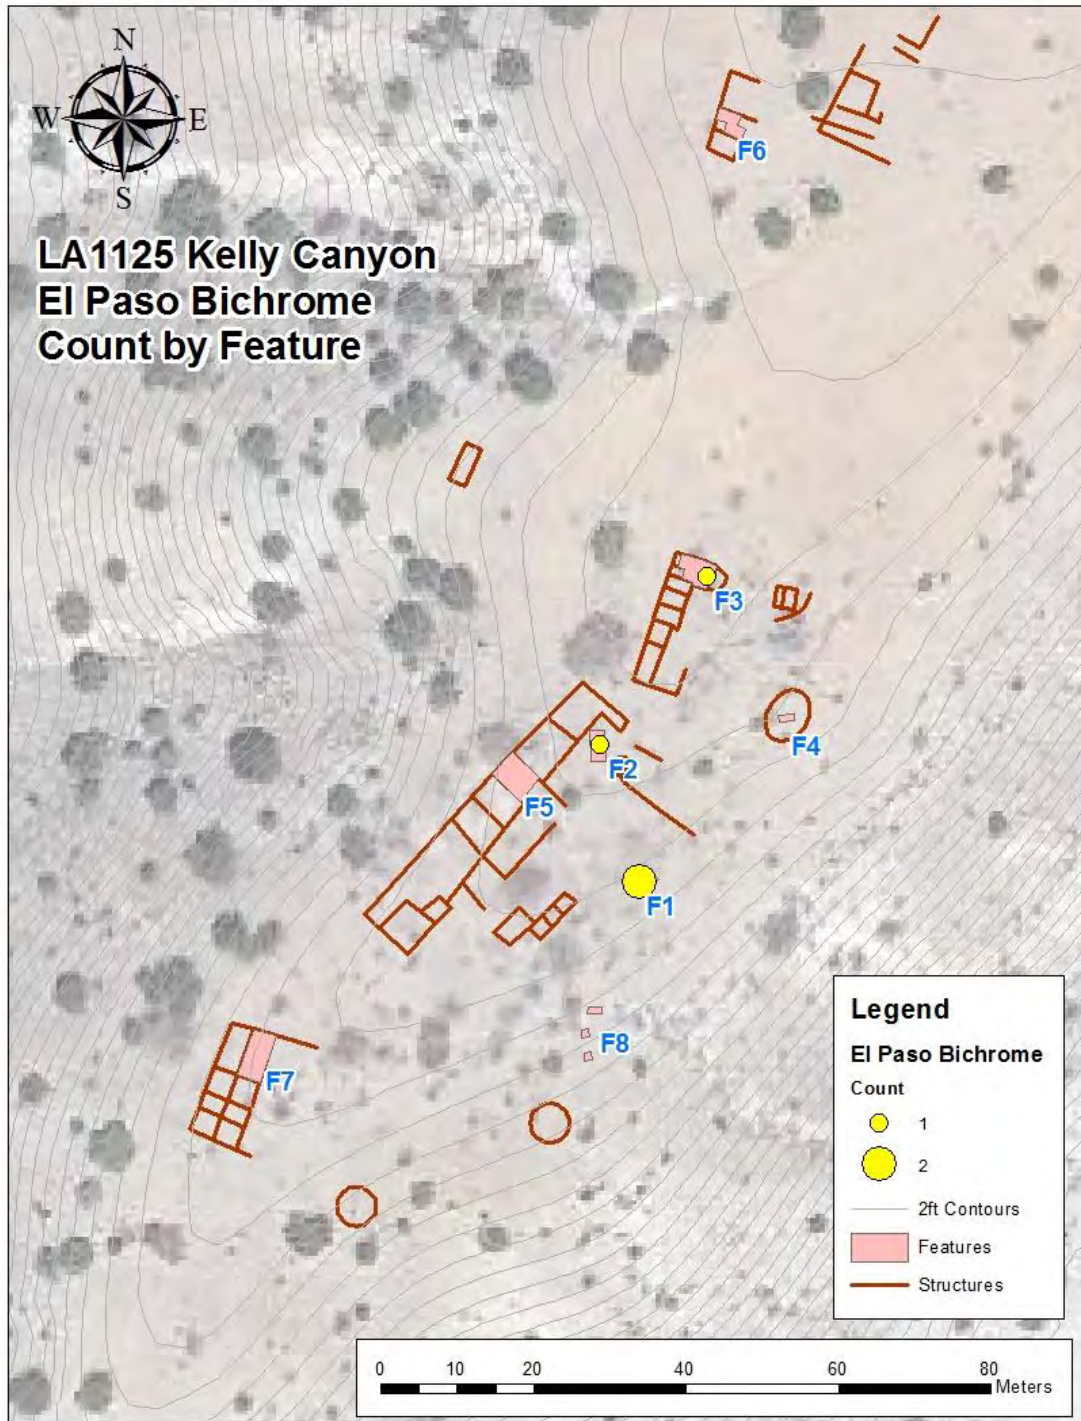 N
W E
S
LA1125 Kelly Canyon
El Paso Bichrome
Count by Feature
F6
F3
F4
F2
F5
F1
F8
F7
Legend
El Paso Bichrome
Count
1
2
2ft Contours
Features
Structures
0 10 20 40 60 80
Meters